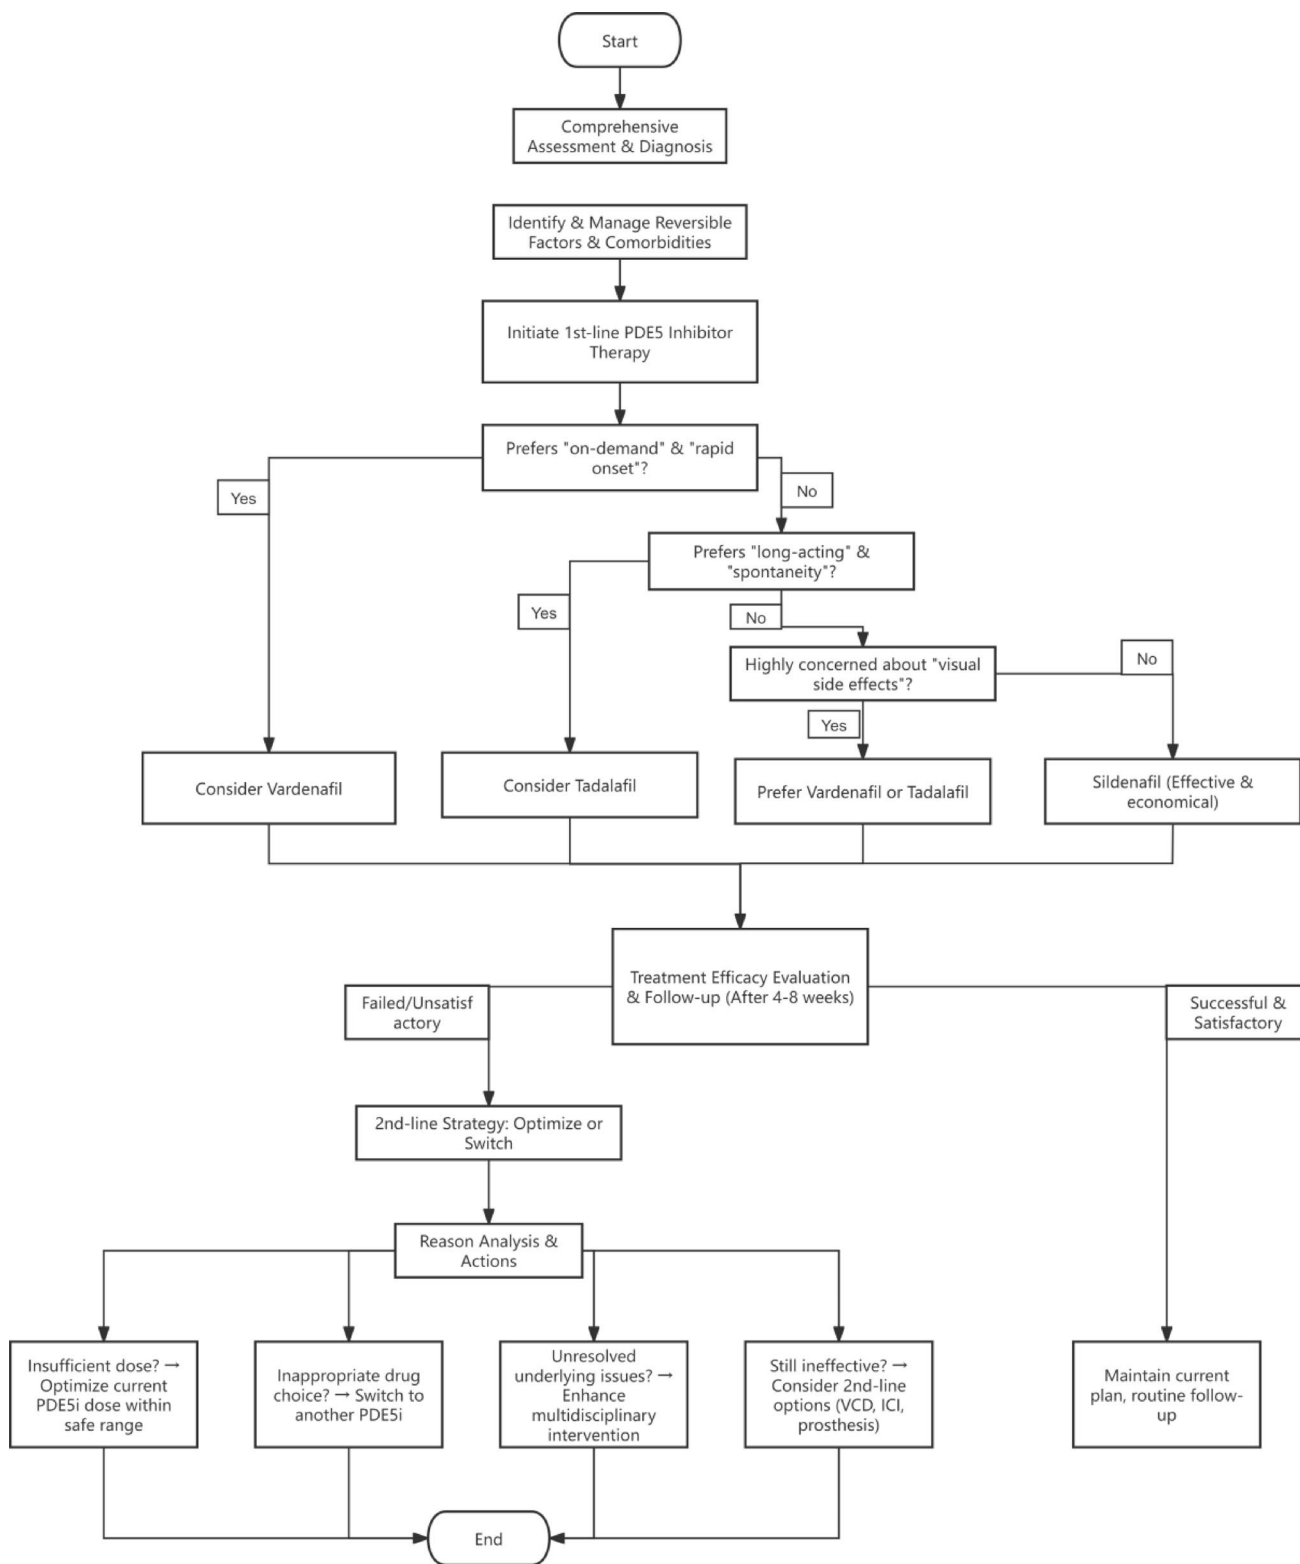 Start
Comprehensive
Assessment & Diagnosis
Identify & Manage Reversible
Factors & Comorbidities
Initiate 1st-line PDE5 Inhibitor
Therapy
Prefers "on-demand" & "rapid
onset"?
Yes
No
Prefers "long-acting" &
"spontaneity"?
Yes
No
Highly concerned about "visual
side effects"?
No
Yes
Consider Vardenafil
Consider Tadalafil
Prefer Vardenafil or Tadalafil
Sildenafil (Effective &
economical)
Treatment Efficacy Evaluation
& Follow-up (After 4-8 weeks)
Failed/Unsatisf
actory
Successful &
Satisfactory
2nd-line Strategy: Optimize or
Switch
Reason Analysis &
Actions
Insufficient dose? →
Optimize current
PDE5i dose within
safe range
Inappropriate drug
choice? → Switch to
another PDE5i
Unresolved
underlying issues? →
Enhance
multidisciplinary
intervention
Still ineffective? →
Consider 2nd-line
options (VCD, ICI,
prosthesis)
Maintain current
plan, routine follow-
up
End